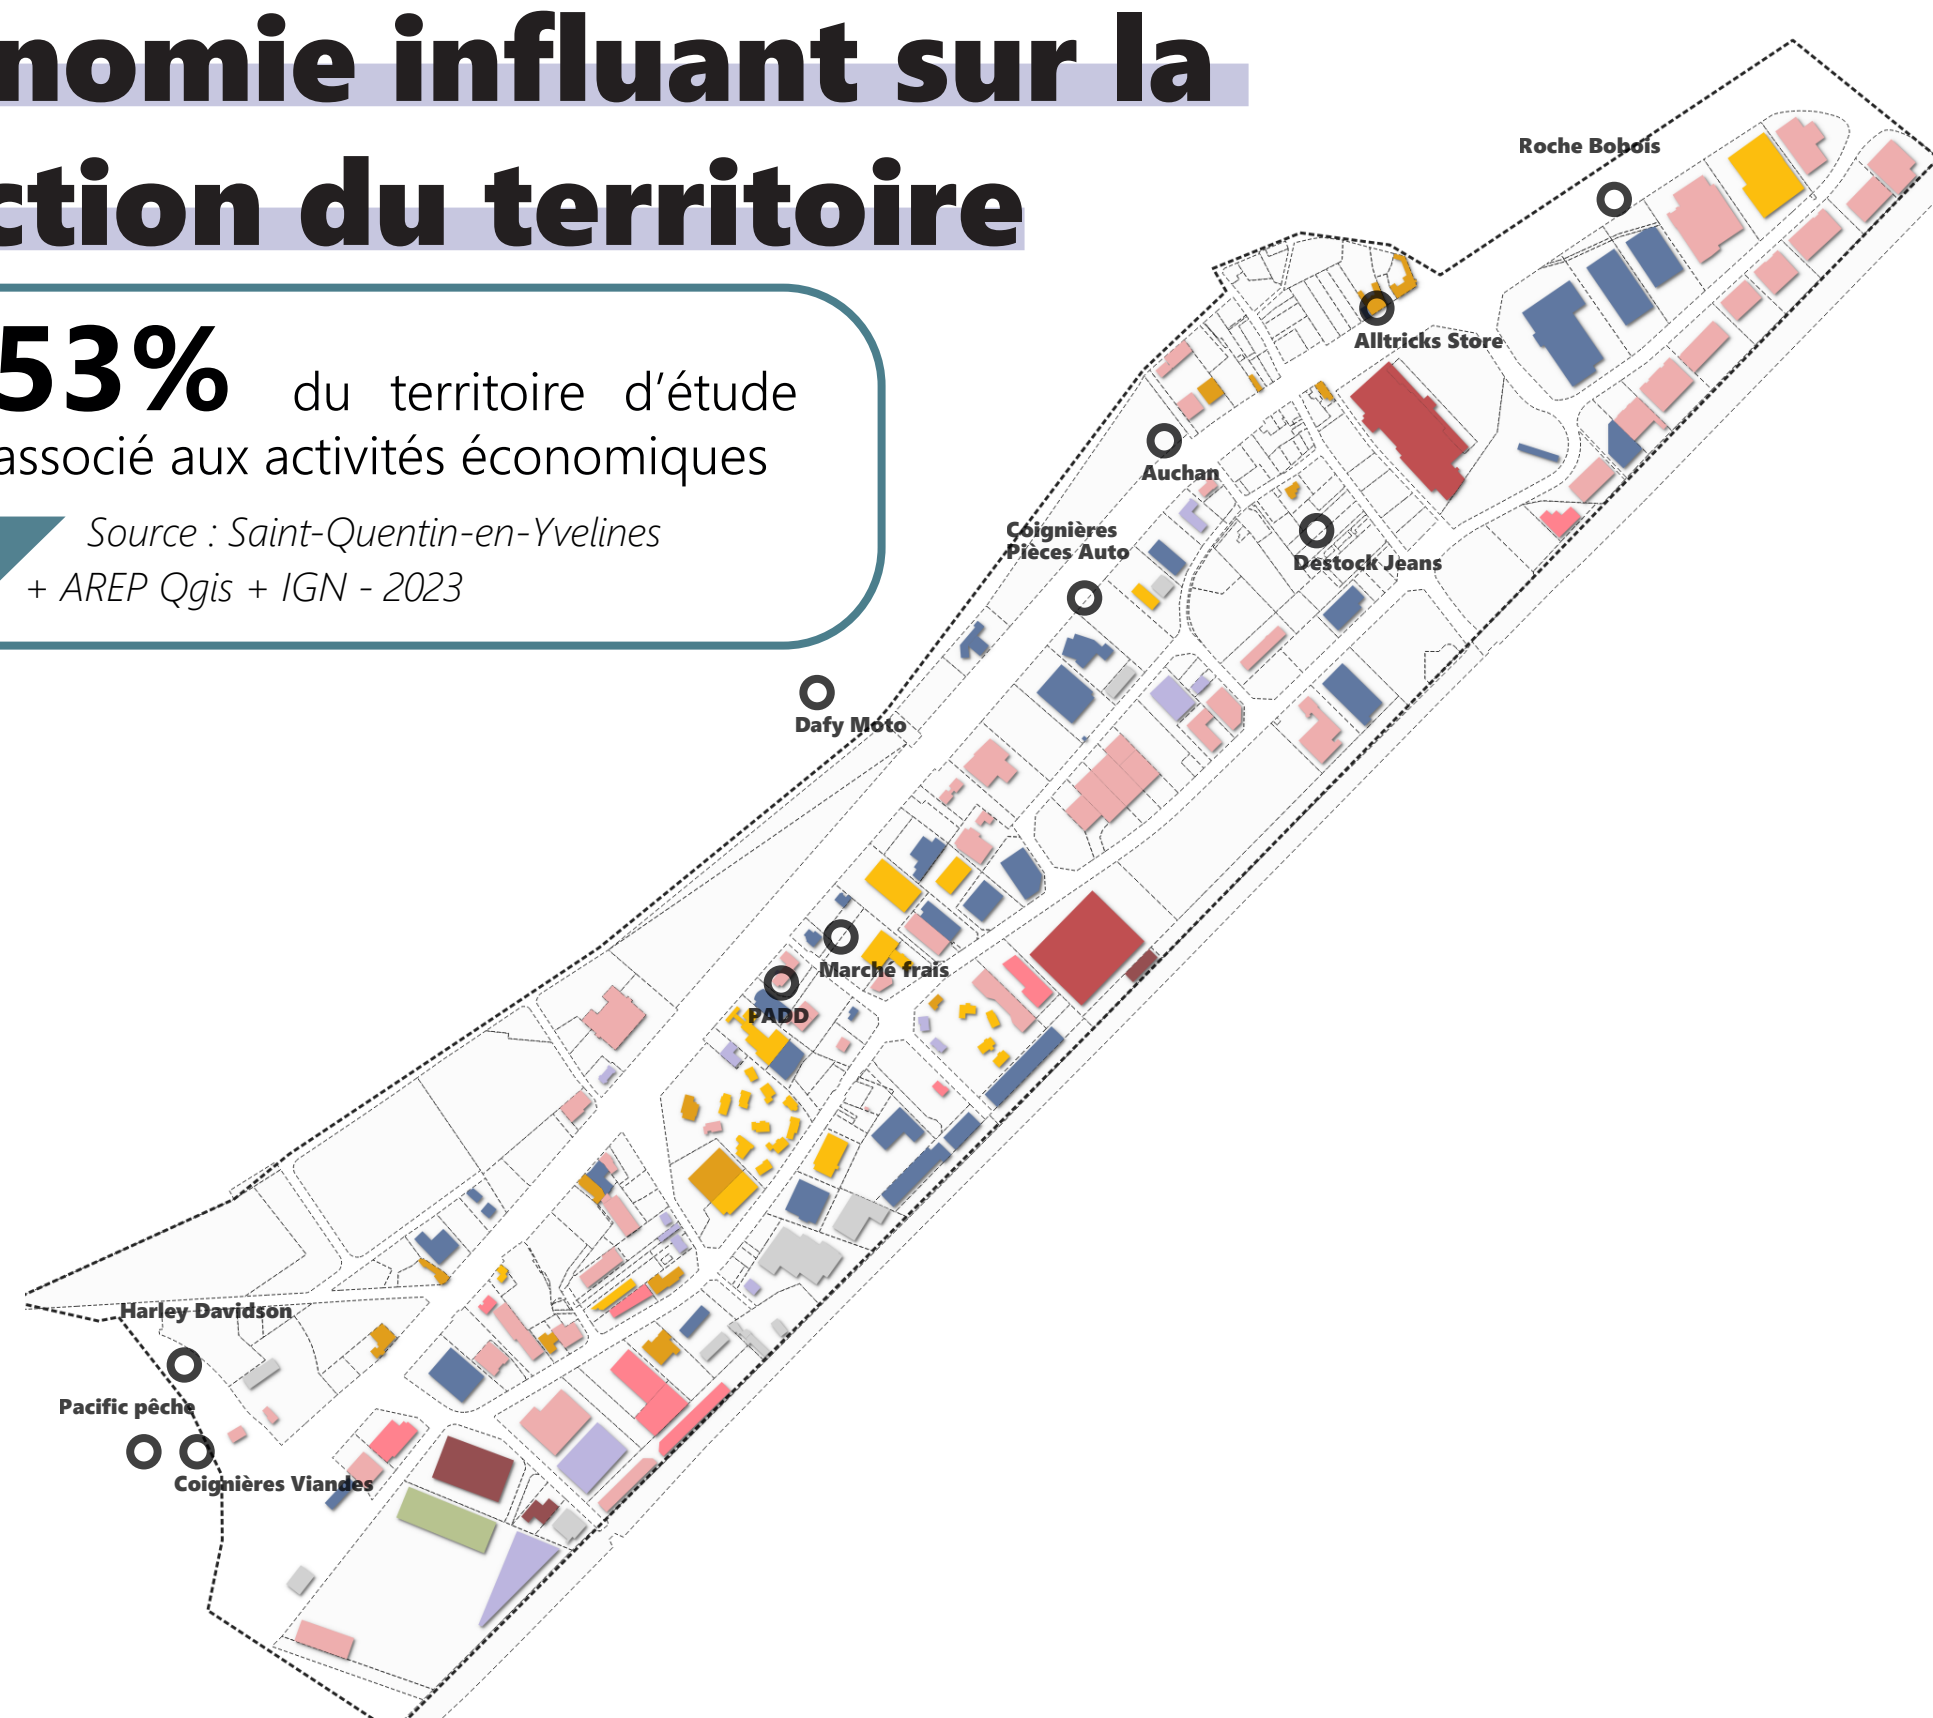 nomie influant sur la
ction du territoire
53% du territoire d’étude
associé aux activités économiques
Source : Saint-Quentin-en-Yvelines
+ AREP Qgis + IGN - 2023
Roche Bobois
Alltricks Store
Auchan
Coignières
Pièces Auto
Destock Jeans
Dafy Moto
Marché frais
PADD
Harley Davidson
Pacific pêche
Coignières Viandes